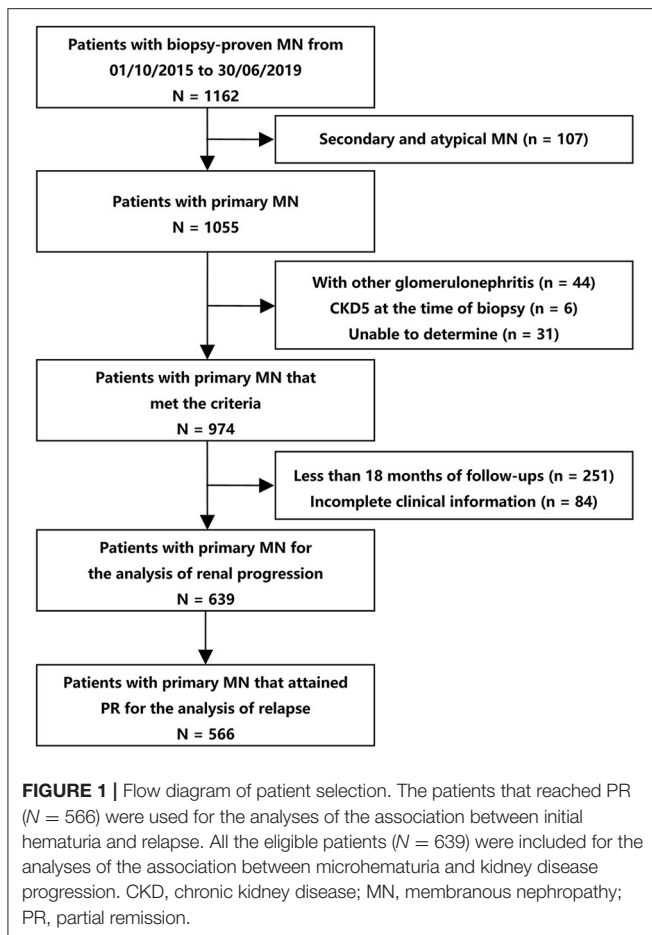 Patients with biopsy-proven MN from
01/10/2015 to 30/06/2019
N = 1162
Secondary and atypical MN (n = 107)
Patients with primary MN
N = 1055
With other glomerulonephritis (n = 44)
CKD5 at the time of biopsy (n = 6)
Unable to determine (n = 31)
Patients with primary MN that
met the criteria
N = 974
Less than 18 months of follow-ups (n = 251)
Incomplete clinical information (n = 84)
Patients with primary MN for
the analysis of renal progression
N = 639
Patients with primary MN that attained
PR for the analysis of relapse
N = 566
FIGURE 1 | Flow diagram of patient selection. The patients that reached PR
(N = 566) were used for the analyses of the association between initial
hematuria and relapse. All the eligible patients (N = 639) were included for the
analyses of the association between microhematuria and kidney disease
progression. CKD, chronic kidney disease; MN, membranous nephropathy;
PR, partial remission.